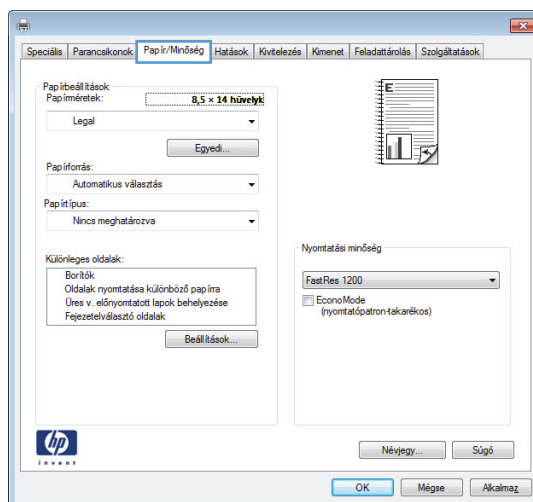 Speciális Parancsikonok Papír/Minőség Hatások Kivitelezés Kimenet Feladattárolás Szolgáltatások
Papírbeállítások
Papírméretek: 8,5 × 14 hüvelyk
Legal
Egyedi...
Papírforrás:
Automatikus választás
Papírtípus:
Nincs meghatározva
Különleges oldalak:
Borítók
Oldalak nyomtatása különböző papírra
Üres v. előnyomtatott lapok behelyezése
Fejezetelválasztó oldalak
Beállítások...
E
Nyomtatási minőség
FastRes 1200
EconoMode
(nyomtatópatron-takarékos)
hp
invent
Névjegy... Súgó
OK Mégse Alkalmaz